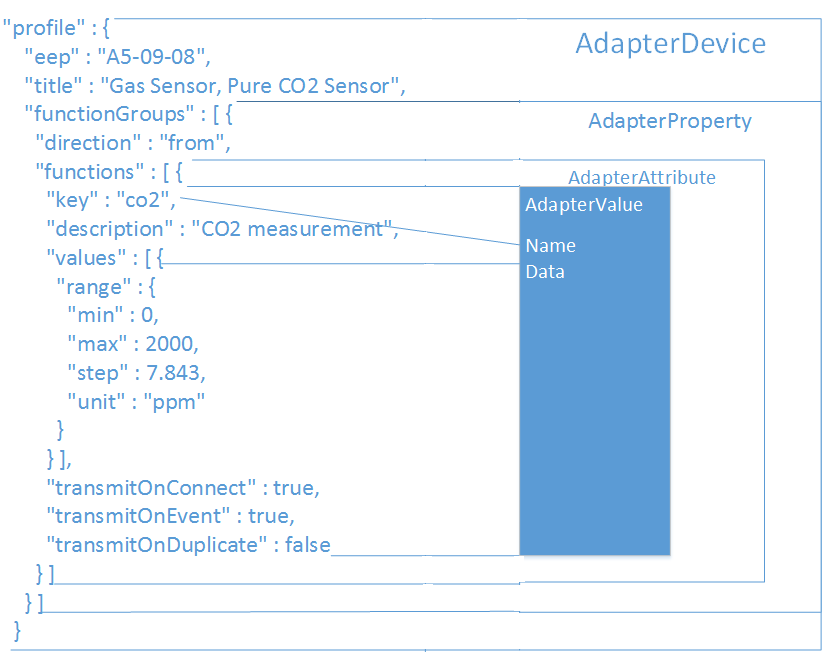 "profile" : {
AdapterDevice
"eep" : "A5-09-08",
"title" : "Gas Sensor, Pure CO2 Sensor",
"functionGroups" : [ {
AdapterProperty
"direction" : "from",
"functions" : [ {
AdapterAttribute
"key" : "co2",
AdapterValue
"description" : "CO2 measurement",
Name
"values" : [ {
Data
"range" : {
"min" : 0,
"max" : 2000,
"step" : 7.843,
"unit" : "ppm"
}
} ],
"transmitOnConnect" : true,
"transmitOnEvent" : true,
"transmitOnDuplicate" : false
} ]
} ]
}